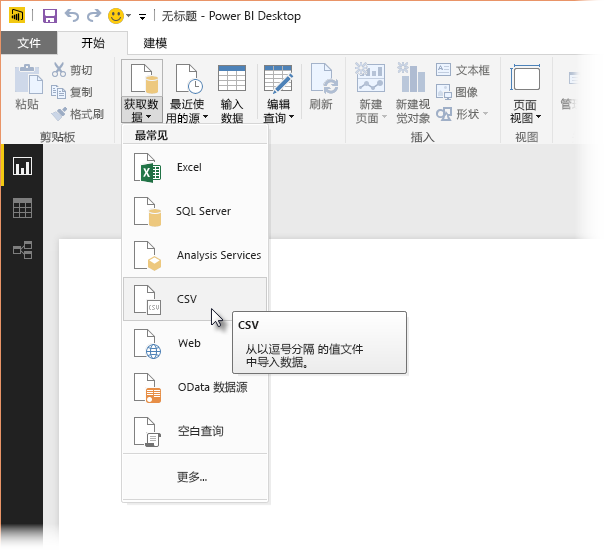 无标题 - Power BI Desktop
文件
开始
建模
粘贴
剪切
复制
格式刷
剪贴板
获取数
据
最近使
用的源
输入
数据
编辑
查询
刷新
新建
页面
新建视
觉对象
文本框
图像
形状
插入
页面
视图
视图
最常见
Excel
SQL Server
Analysis Services
CSV
CSV
CSV
从以逗号分隔 的值文件
中导入数据。
Web
OData 数据源
空白查询
更多...